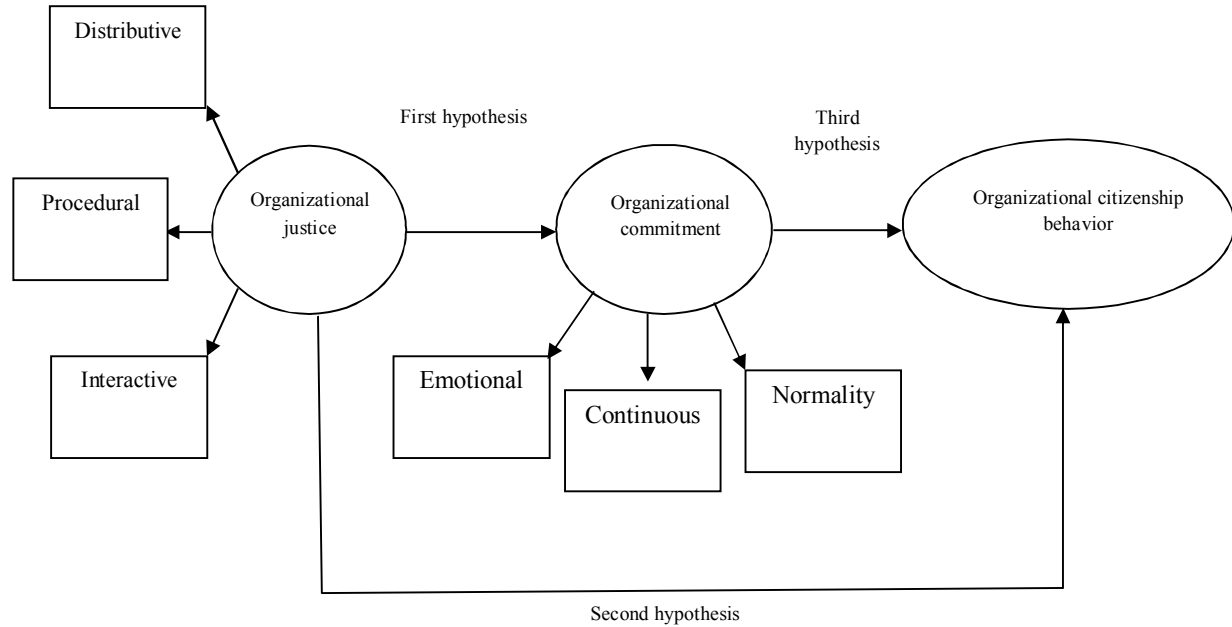 Distributive
First hypothesis
Third
hypothesis
Procedural
Organizational
justice
Organizational
commitment
Organizational citizenship
behavior
Interactive
Emotional
Continuous
Normality
Second hypothesis